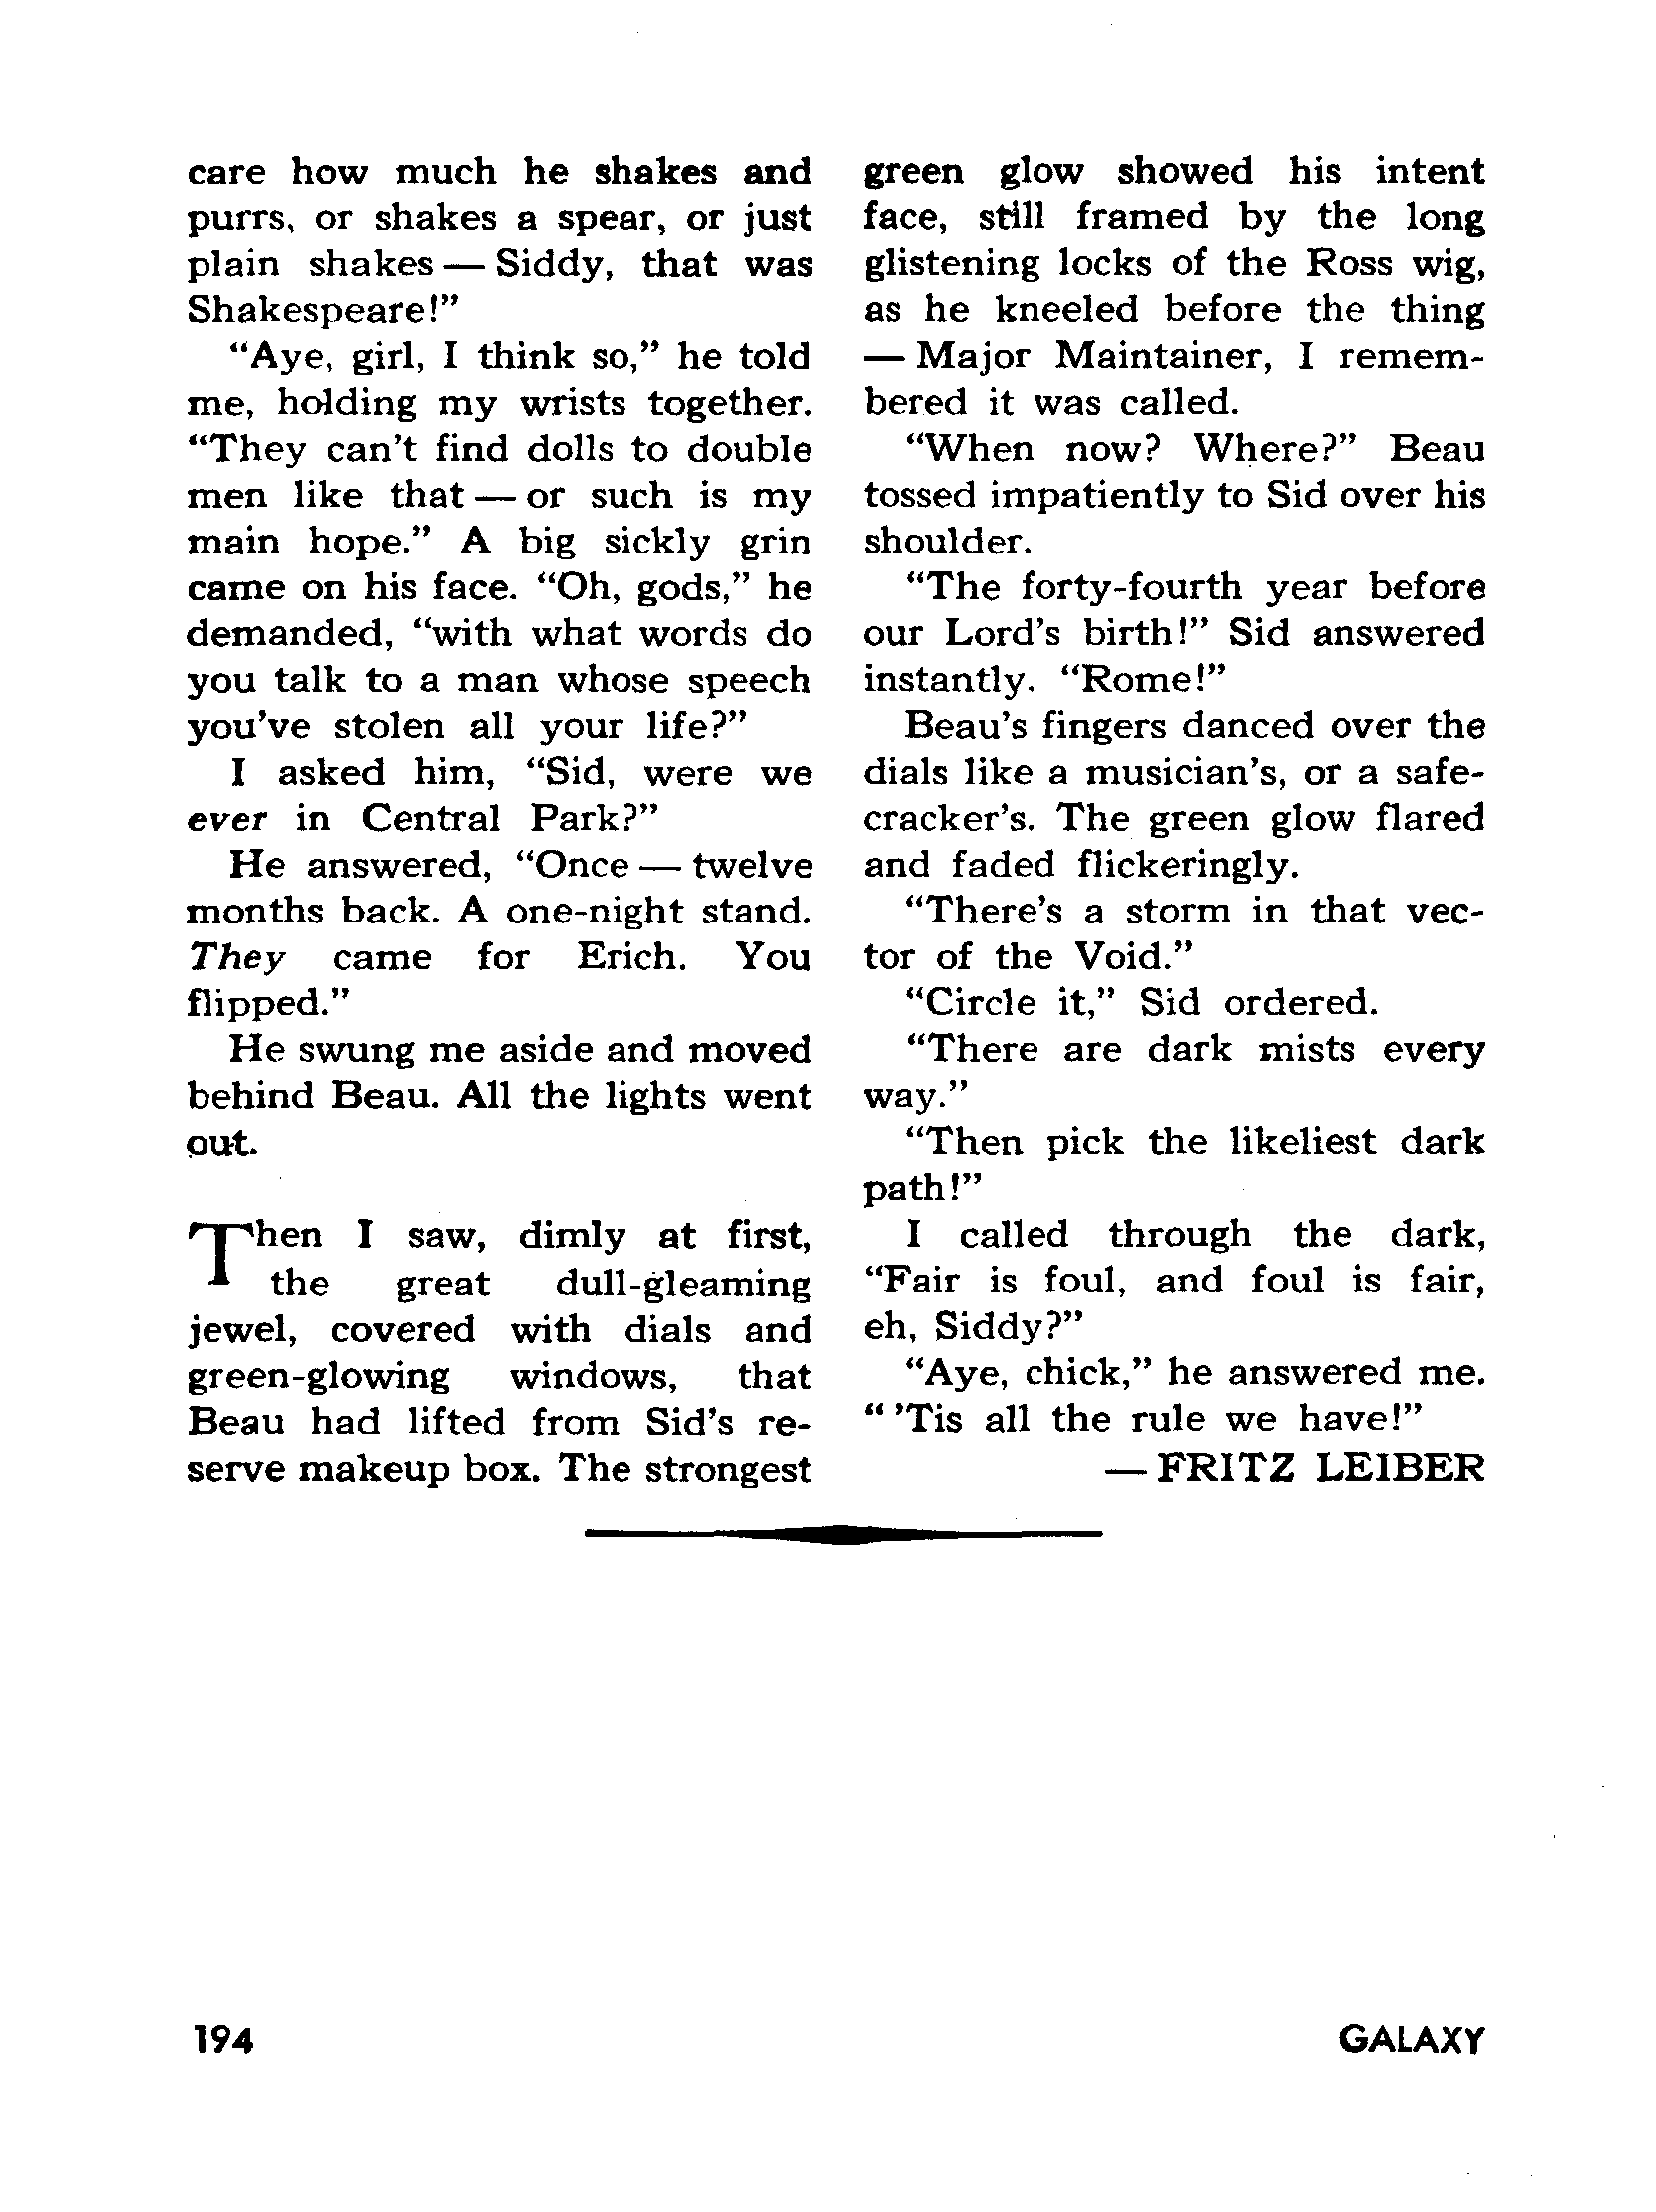 care how much he shakes and
purrs, or shakes a spear, or just
plain shakes — Siddy, that was
Shakespeare!”
“Aye, girl, I think so,” he told
me, holding my wrists together.
“They can’t find dolls to double
men like that — or such is my
main hope.” A big sickly grin
came on his face. “Oh, gods,” he
demanded, “with what words do
you talk to a man whose speech
you’ve stolen all your life?”
I asked him, “Sid, were we
ever in Central Park?”
He answered, “Once — twelve
months back. A one-night stand.
They came for Erich. You
flipped.”
He swung me aside and moved
behind Beau. All the lights went
out.
Then I saw, dimly at first,
the great dull-gleaming
jewel, covered with dials and
green-glowing windows, that
Beau had lifted from Sid’s re-
serve makeup box. The strongest
green glow showed his intent
face, still framed by the long
glistening locks of the Ross wig,
as he kneeled before the thing
— Major Maintainer, I remem-
bered it was called.
“When now? Where?” Beau
tossed impatiently to Sid over his
shoulder.
“The forty-fourth year before
our Lord’s birth!” Sid answered
instantly. “Rome!”
Beau’s fingers danced over the
dials like a musician’s, or a safe-
cracker’s. The green glow flared
and faded flickeringly.
“There’s a storm in that vec-
tor of the Void.”
“Circle it,” Sid ordered.
“There are dark mists every
way.”
“Then pick the likeliest dark
path!”
I called through the dark,
“Fair is foul, and foul is fair,
eh, Siddy?”
“Aye, chick,” he answered me.
“ ’Tis all the rule we have!”
— FRITZ LEIBER
194
GALAXY